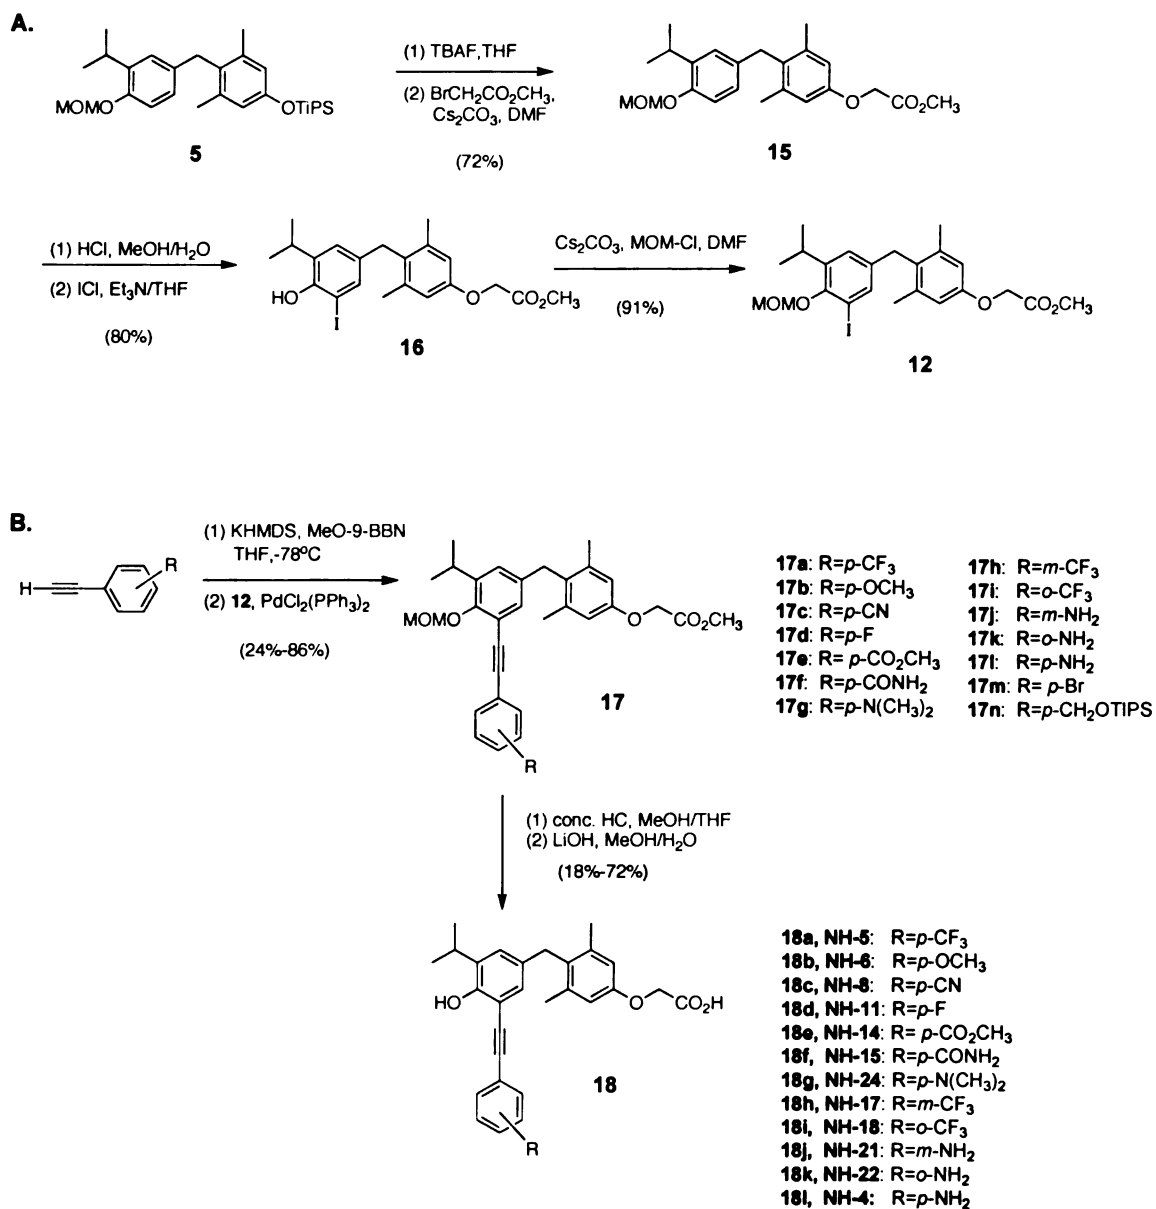 A.
MOMO
OTiPS
5
(1) TBAF,THF
(2) BrCH2CO2CH3,
Cs2CO3, DMF
(72%)
MOMO
O
CO2CH3
15
(1) HCl, MeOH/H2O
(2) ICl, Et3N/THF
(80%)
HO
I
O
CO2CH3
16
Cs2CO3, MOM-Cl, DMF
(91%)
MOMO
I
O
CO2CH3
12
B.
H
R
(1) KHMDS, MeO-9-BBN
THF,-78ºC
(2) 12, PdCl2(PPh3)2
(24%-86%)
MOMO
O
CO2CH3
R
17
17a: R=p-CF3
17b: R=p-OCH3
17c: R=p-CN
17d: R=p-F
17e: R= p-CO2CH3
17f: R=p-CONH2
17g: R=p-N(CH3)2
17h: R=m-CF3
17i: R=o-CF3
17j: R=m-NH2
17k: R=o-NH2
17l: R=p-NH2
17m: R= p-Br
17n: R=p-CH2OTIPS
(1) conc. HC, MeOH/THF
(2) LiOH, MeOH/H2O
(18%-72%)
HO
O
CO2H
R
18
18a, NH-5: R=p-CF3
18b, NH-6: R=p-OCH3
18c, NH-8: R=p-CN
18d, NH-11: R=p-F
18e, NH-14: R= p-CO2CH3
18f, NH-15: R=p-CONH2
18g, NH-24: R=p-N(CH3)2
18h, NH-17: R=m-CF3
18i, NH-18: R=o-CF3
18j, NH-21: R=m-NH2
18k, NH-22: R=o-NH2
18l, NH-4: R=p-NH2